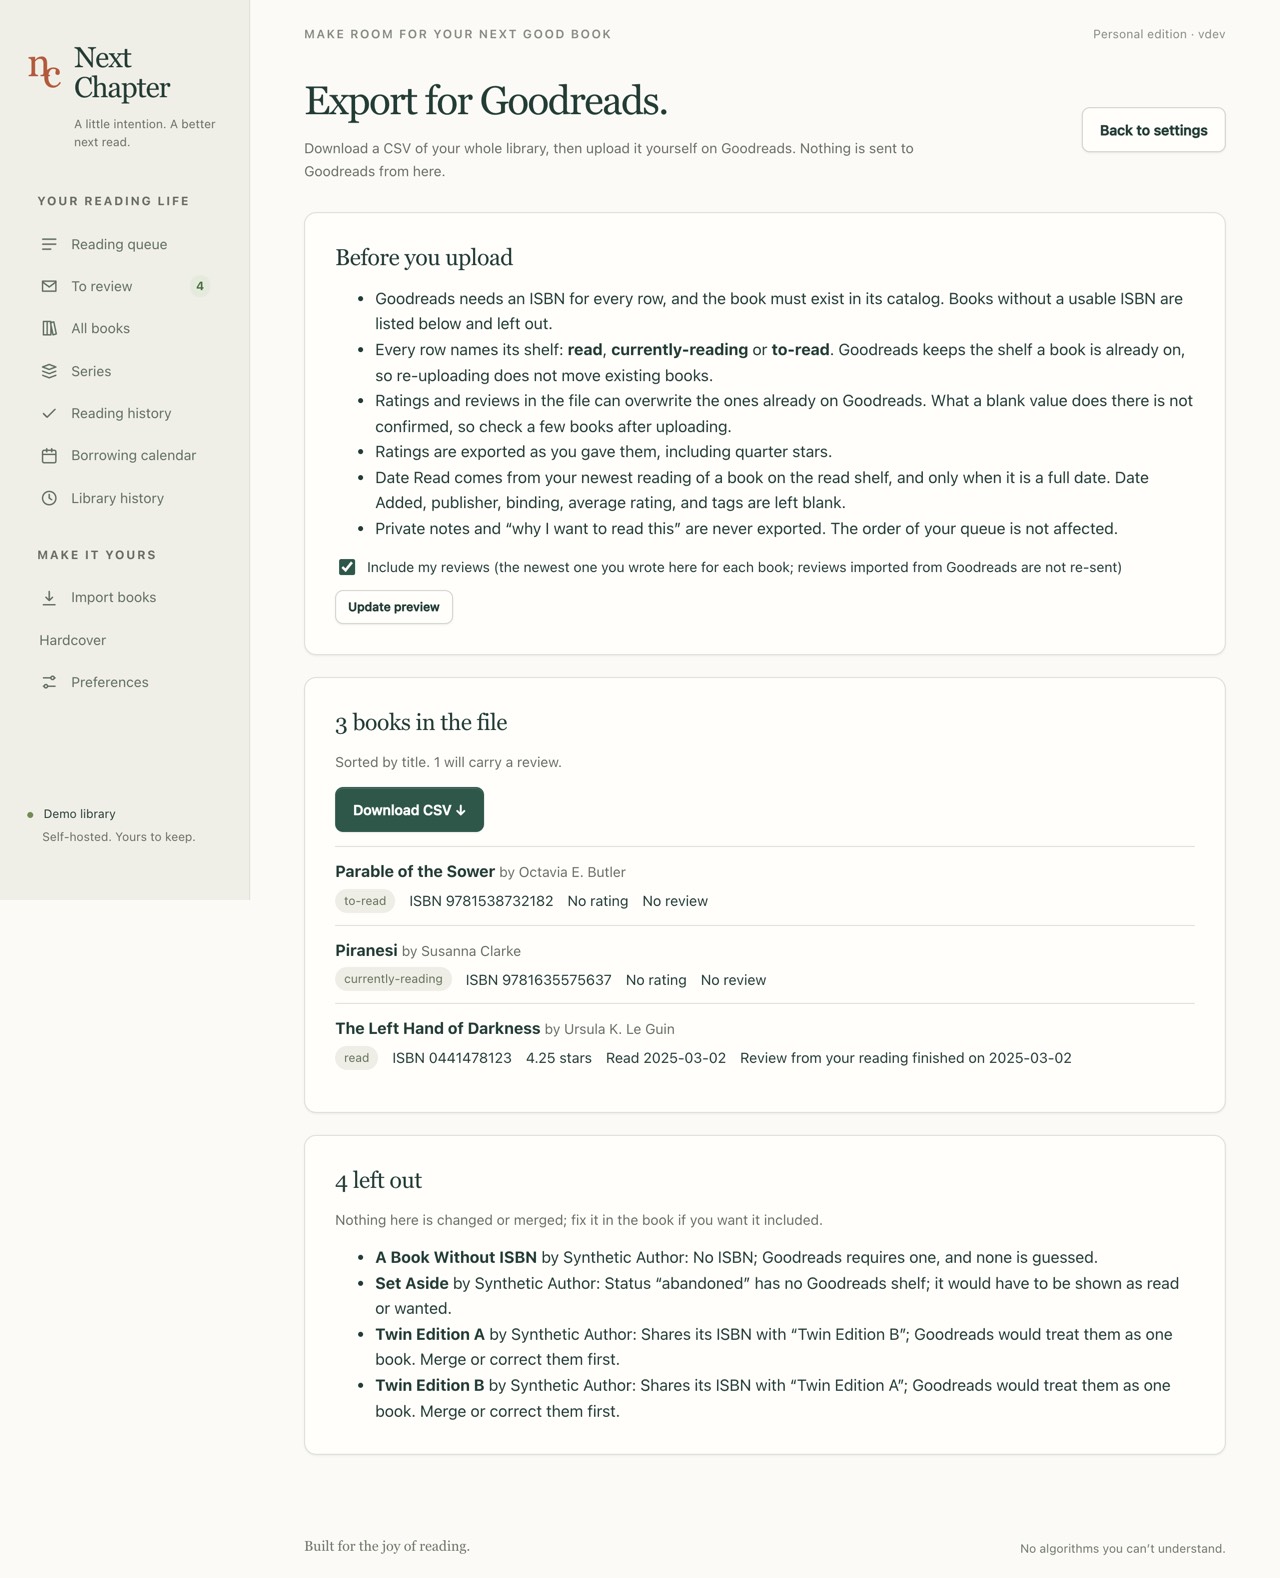 nc
Next
Chapter
A little intention. A better
next read.
YOUR READING LIFE
Reading queue
To review 4
All books
Series
Reading history
Borrowing calendar
Library history
MAKE IT YOURS
Import books
Hardcover
Preferences
Demo library
Self-hosted. Yours to keep.
MAKE ROOM FOR YOUR NEXT GOOD BOOK
Personal edition · vdev
Export for Goodreads.
Download a CSV of your whole library, then upload it yourself on Goodreads. Nothing is sent to
Goodreads from here.
Back to settings
Before you upload
• Goodreads needs an ISBN for every row, and the book must exist in its catalog. Books without a usable ISBN are
listed below and left out.
• Every row names its shelf: read, currently-reading or to-read. Goodreads keeps the shelf a book is already on,
so re-uploading does not move existing books.
• Ratings and reviews in the file can overwrite the ones already on Goodreads. What a blank value does there is not
confirmed, so check a few books after uploading.
• Ratings are exported as you gave them, including quarter stars.
• Date Read comes from your newest reading of a book on the read shelf, and only when it is a full date. Date
Added, publisher, binding, average rating, and tags are left blank.
• Private notes and “why I want to read this” are never exported. The order of your queue is not affected.
Include my reviews (the newest one you wrote here for each book; reviews imported from Goodreads are not re-sent)
Update preview
3 books in the file
Sorted by title. 1 will carry a review.
Download CSV ↓
Parable of the Sower by Octavia E. Butler
to-read ISBN 9781538732182 No rating No review
Piranesi by Susanna Clarke
currently-reading ISBN 9781635575637 No rating No review
The Left Hand of Darkness by Ursula K. Le Guin
read ISBN 0441478123 4.25 stars Read 2025-03-02 Review from your reading finished on 2025-03-02
4 left out
Nothing here is changed or merged; fix it in the book if you want it included.
• A Book Without ISBN by Synthetic Author: No ISBN; Goodreads requires one, and none is guessed.
• Set Aside by Synthetic Author: Status “abandoned” has no Goodreads shelf; it would have to be shown as read
or wanted.
• Twin Edition A by Synthetic Author: Shares its ISBN with “Twin Edition B”; Goodreads would treat them as one
book. Merge or correct them first.
• Twin Edition B by Synthetic Author: Shares its ISBN with “Twin Edition A”; Goodreads would treat them as one
book. Merge or correct them first.
Built for the joy of reading.
No algorithms you can’t understand.